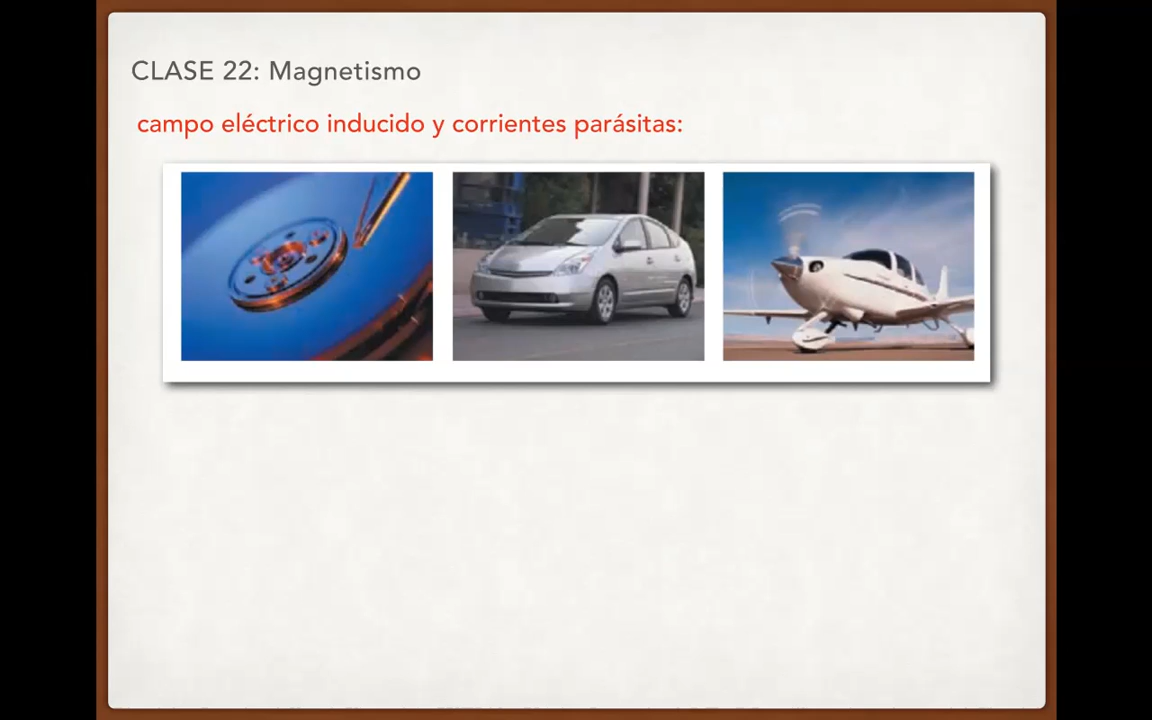 CLASE 22: Magnetismo
campo eléctrico inducido y corrientes parásitas: